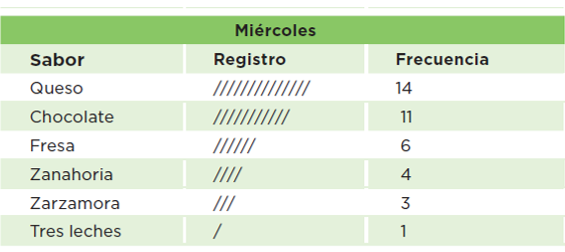 Miércoles
Sabor Registro Frecuencia
Queso ////////////// 14
Chocolate /////////// 11
Fresa ////// 6
Zanahoria //// 4
Zarzamora /// 3
Tres leches / 1